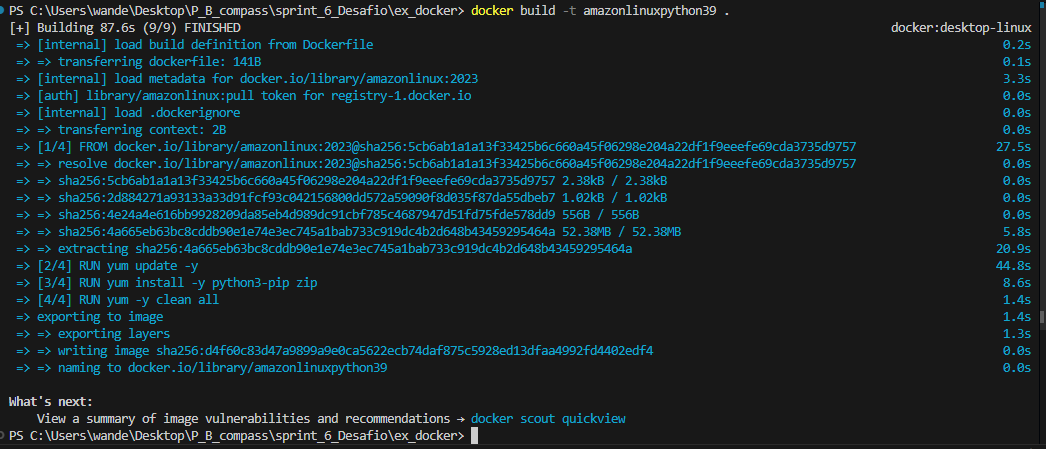 PS C:\Users\wande\Desktop\P_B_compass\sprint_6_Desafio\ex_docker> docker build -t amazonlinuxpython39 .
[+] Building 87.6s (9/9) FINISHED docker:desktop-linux
=> [internal] load build definition from Dockerfile 0.2s
=> => transferring dockerfile: 141B 0.1s
=> [internal] load metadata for docker.io/library/amazonlinux:2023 3.3s
=> [auth] library/amazonlinux:pull token for registry-1.docker.io 0.0s
=> [internal] load .dockerignore 0.0s
=> => transferring context: 2B 0.0s
=> [1/4] FROM docker.io/library/amazonlinux:2023@sha256:5cb6ab1a1a13f33425b6c660a45f06298e204a22df1f9eeefe69cda3735d9757 27.5s
=> => resolve docker.io/library/amazonlinux:2023@sha256:5cb6ab1a1a13f33425b6c660a45f06298e204a22df1f9eeefe69cda3735d9757 0.0s
=> => sha256:5cb6ab1a1a13f33425b6c660a45f06298e204a22df1f9eeefe69cda3735d9757 2.38kB / 2.38kB 0.0s
=> => sha256:2d884271a93133a33d91fcf93c042156800dd572a59090f8d035f87da55dbeb7 1.02kB / 1.02kB 0.0s
=> => sha256:4e24a4e616bb9928209da85eb4d989dc91cbf785c4687947d51fd75fde578dd9 556B / 556B 0.0s
=> => sha256:4a665eb63bc8cddb90e1e74e3ec745a1bab733c919dc4b2d648b43459295464a 52.38MB / 52.38MB 5.8s
=> => extracting sha256:4a665eb63bc8cddb90e1e74e3ec745a1bab733c919dc4b2d648b43459295464a 20.9s
=> [2/4] RUN yum update -y 44.8s
=> [3/4] RUN yum install -y python3-pip zip 8.6s
=> [4/4] RUN yum -y clean all 1.4s
=> exporting to image 1.4s
=> => exporting layers 1.3s
=> => writing image sha256:d4f60c83d47a9899a9e0ca5622ecb74daf875c5928ed13dfaa4992fd4402edf4 0.0s
=> => naming to docker.io/library/amazonlinuxpython39 0.0s
What's next:
View a summary of image vulnerabilities and recommendations → docker scout quickview
PS C:\Users\wande\Desktop\P_B_compass\sprint_6_Desafio\ex_docker>